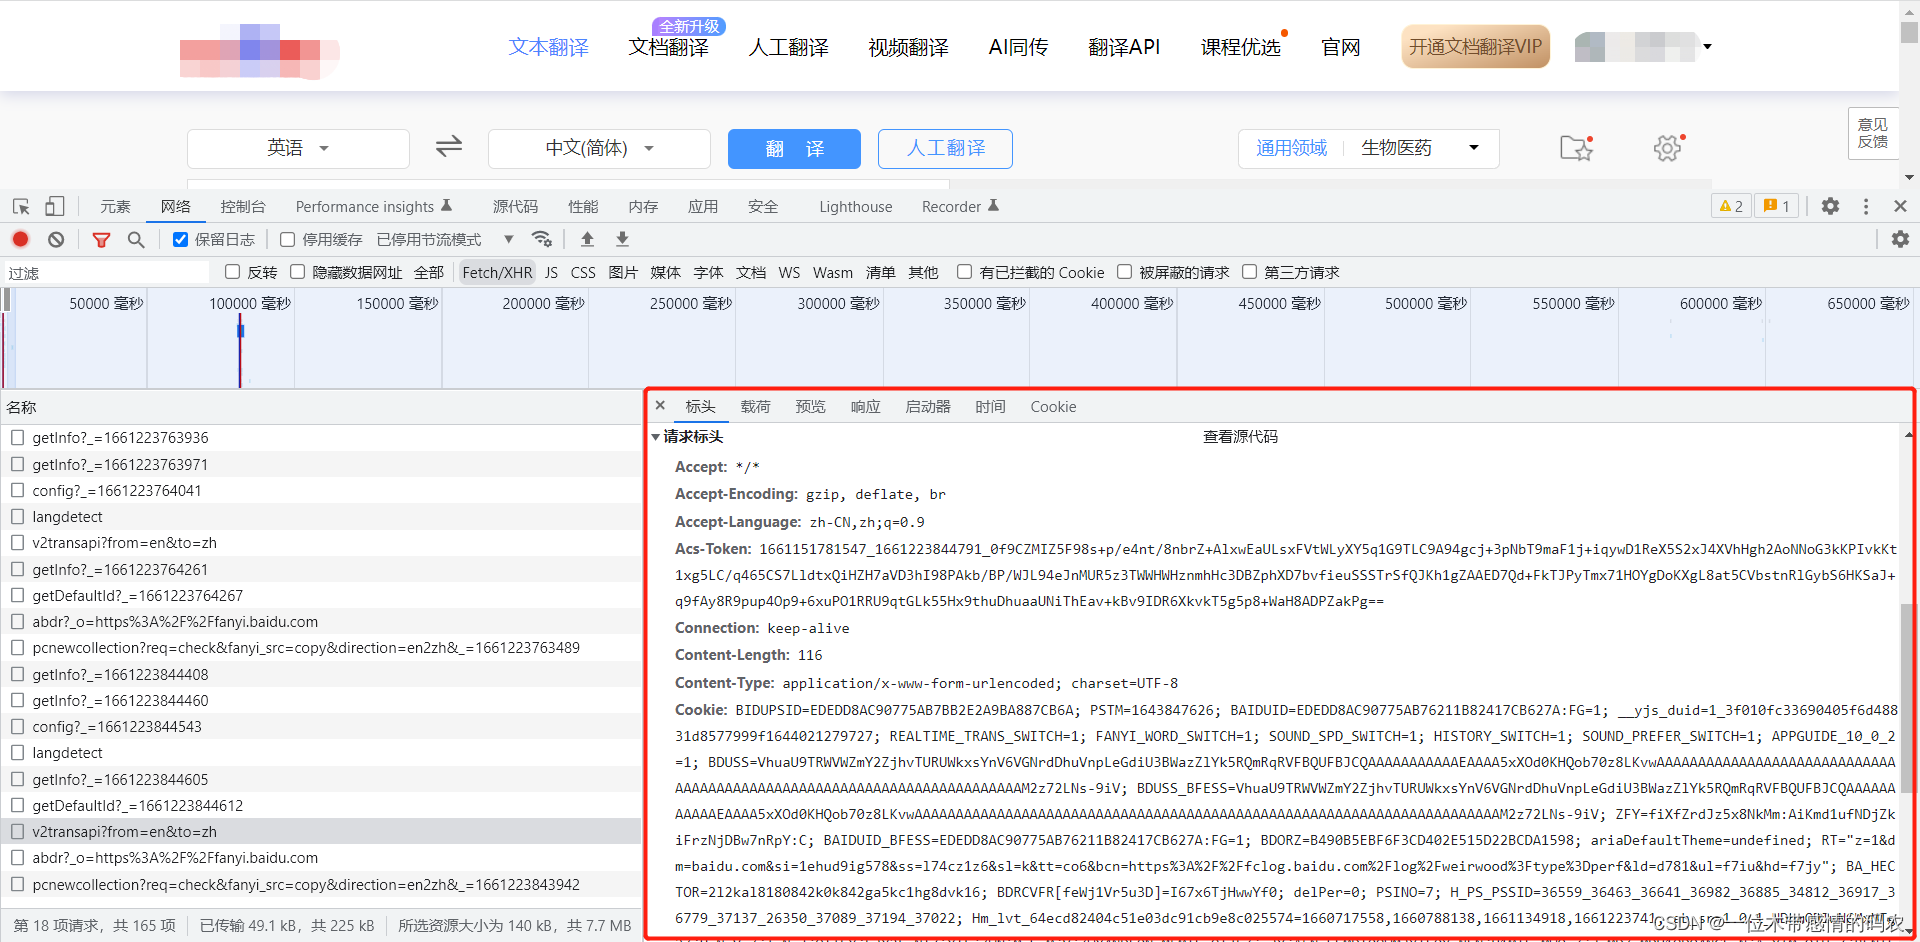 全新升级
文本翻译 文档翻译 人工翻译 视频翻译 AI同传 翻译API 课程优选 官网 开通文档翻译VIP
英语 中文(简体) 翻 译 人工翻译 通用领域 生物医药
意见
反馈
元素 网络 控制台 Performance insights 源代码 性能 内存 应用 安全 Lighthouse Recorder 2 1
保留日志 停用缓存 已停用节流模式
过滤 反转 隐藏数据网址 全部 Fetch/XHR JS CSS 图片 媒体 字体 文档 WS Wasm 清单 其他 有已拦截的 Cookie 被屏蔽的请求 第三方请求
50000 毫秒 100000 毫秒 150000 毫秒 200000 毫秒 250000 毫秒 300000 毫秒 350000 毫秒 400000 毫秒 450000 毫秒 500000 毫秒 550000 毫秒 600000 毫秒 650000 毫秒
名称
getInfo?_=1661223763936
getInfo?_=1661223763971
config?_=1661223764041
langdetect
v2transapi?from=en&to=zh
getInfo?_=1661223764261
getDefaultId?_=1661223764267
abdr?_o=https%3A%2F%2Ffanyi.baidu.com
pcnewcollection?req=check&fanyi_src=copy&direction=en2zh&_=1661223763489
getInfo?_=1661223844408
getInfo?_=1661223844460
config?_=1661223844543
langdetect
getInfo?_=1661223844605
getDefaultId?_=1661223844612
v2transapi?from=en&to=zh
abdr?_o=https%3A%2F%2Ffanyi.baidu.com
pcnewcollection?req=check&fanyi_src=copy&direction=en2zh&_=1661223843942
第 18 项请求，共 165 项 已传输 49.1 kB，共 225 kB 所选资源大小为 140 kB，共 7.7 MB
标头 载荷 预览 响应 启动器 时间 Cookie
请求标头 查看源代码
Accept: */*
Accept-Encoding: gzip, deflate, br
Accept-Language: zh-CN,zh;q=0.9
Acs-Token: 1661151781547_1661223844791_0f9CZMIZ5F98s+p/e4nt/8nbrZ+AlxwEaULsxFVtWLyXY5q1G9TLC9A94gcj+3pNbT9maF1j+iqywD1ReX5S2xJ4XVhHgh2AoNNoG3kKPIvkKt
1xg5LC/q465CS7LldtxQiHZH7aVD3hI98PAkb/BP/WJL94eJnMUR5z3TWWHWHznmhHc3DBZphXD7bvfieuSSSTrSfQJKh1gZAAED7Qd+FkTJPyTmx71HOYgDoKXgL8at5CVbstnRlGybS6HKSaJ+
q9fAy8R9pup4Op9+6xuPO1RRU9qtGLk55Hx9thuDhuaaUNiThEav+kBv9IDR6XkvkT5g5p8+WaH8ADPZakPg==
Connection: keep-alive
Content-Length: 116
Content-Type: application/x-www-form-urlencoded; charset=UTF-8
Cookie: BIDUPSID=EDEDD8AC90775AB7BB2E2A9BA887CB6A; PSTM=1643847626; BAIDUID=EDEDD8AC90775AB76211B82417CB627A:FG=1; __yjs_duid=1_3f010fc33690405f6d488
31d8577999f1644021279727; REALTIME_TRANS_SWITCH=1; FANYI_WORD_SWITCH=1; SOUND_SPD_SWITCH=1; HISTORY_SWITCH=1; SOUND_PREFER_SWITCH=1; APPGUIDE_10_0_2
=1; BDUSS=VhuaU9TRWVWZmY2ZjhvTURUWkxsYnV6VGNrdDhuVnpLeGdiU3BWazZlYk5RQmRqRVFBQUFBJCQAAAAAAAAAAAEAAAA5xXOd0KHQob70z8LKvwAAAAAAAAAAAAAAAAAAAAAAAAAAAAA
AAAAAAAAAAAAAAAAAAAAAAAAAAAAAAAAAAAAAAAAAAM2z72LNs-9iV; BDUSS_BFESS=VhuaU9TRWVWZmY2ZjhvTURUWkxsYnV6VGNrdDhuVnpLeGdiU3BWazZlYk5RQmRqRVFBQUFBJCQAAAAAA
AAAAAEAAAA5xXOd0KHQob70z8LKvwAAAAAAAAAAAAAAAAAAAAAAAAAAAAAAAAAAAAAAAAAAAAAAAAAAAAAAAAAAAAAAAAAAAAAAAAM2z72LNs-9iV; ZFY=fiXfZrdJz5x8NkMm:AiKmd1ufNDjZk
iFrzNjDBw7nRpY:C; BAIDUID_BFESS=EDEDD8AC90775AB76211B82417CB627A:FG=1; BDORZ=B490B5EBF6F3CD402E515D22BCDA1598; ariaDefaultTheme=undefined; RT="z=1&d
m=baidu.com&si=1ehud9ig578&ss=l74cz1z6&sl=k&tt=co6&bcn=https%3A%2F%2Ffclog.baidu.com%2Flog%2Fweirwood%3Ftype%3Dperf&ld=d781&ul=f7iu&hd=f7jy"; BA_HEC
TOR=2l2kal8180842k0k842ga5kc1hg8dvk16; BDRCVFR[feWj1Vr5u3D]=I67x6TjHwwYf0; delPer=0; PSINO=7; H_PS_PSSID=36559_36463_36641_36982_36885_34812_36917_3
6779_37137_26350_37089_37194_37022; Hm_lvt_64ecd82404c51e03dc91cb9e8c025574=1660717558,1660788138,1661134918,1661223741;
CSDN @一位木带感情的码农